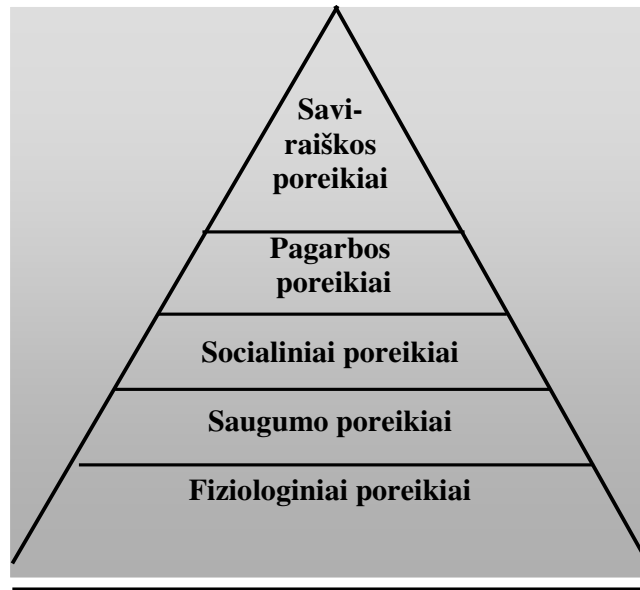 Savi-
raiškos
poreikiai
Pagarbos
poreikiai
Socialiniai poreikiai
Saugumo poreikiai
Fiziologiniai poreikiai